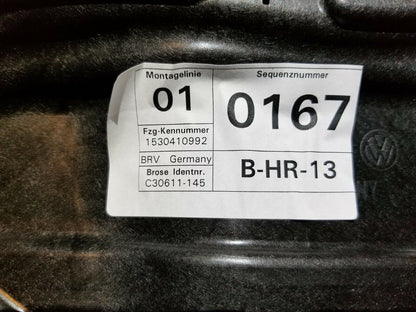 Montagelinie
01
Sequenznummer
0167
Fzg-Kennummer
1530410992
BRV Germany
Brose Identnr.
C30611-145
B-HR-13